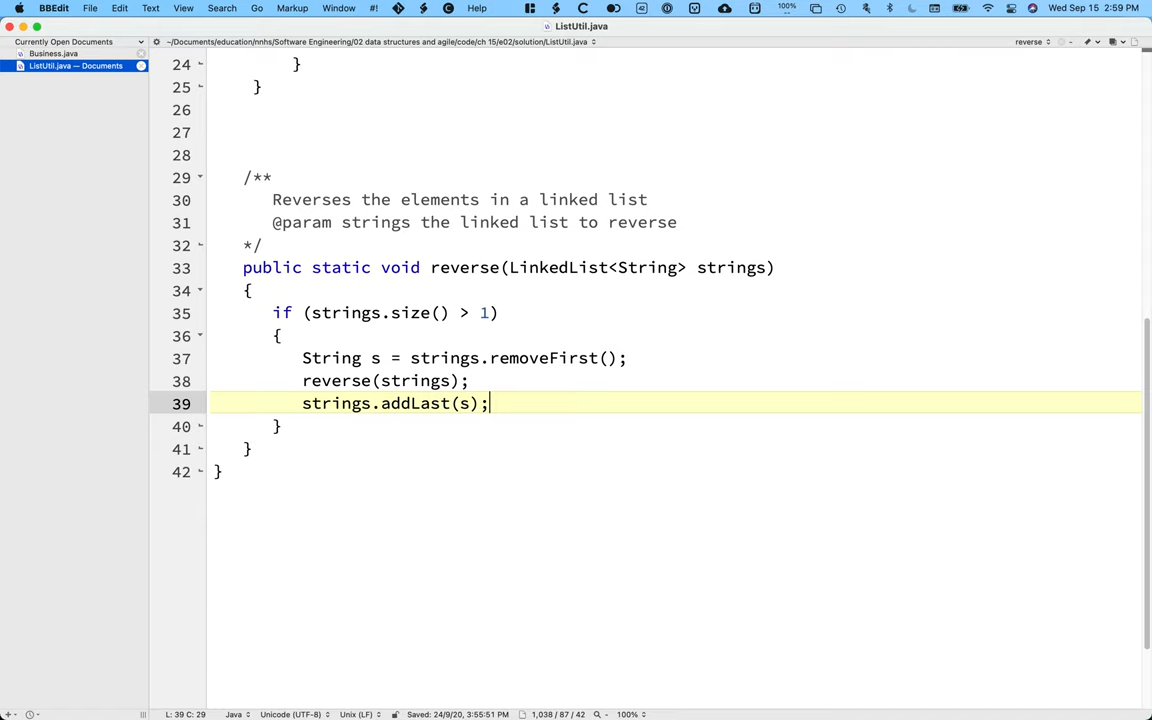 BBEdit File Edit Text View Search Go Markup Window #! Help 42 100% Wed Sep 15 2:59 PM
ListUtil.java
Currently Open Documents ~/Documents/education/nnhs/Software Engineering/02 data structures and agile/code/ch 15/e02/solution/ListUtil.java reverse
Business.java
ListUtil.java — Documents
24 }
25 }
26
27
28
29 /**
30 Reverses the elements in a linked list
31 @param strings the linked list to reverse
32 */
33 public static void reverse(LinkedList<String> strings)
34 {
35 if (strings.size() > 1)
36 {
37 String s = strings.removeFirst();
38 reverse(strings);
39 strings.addLast(s);
40 }
41 }
42 }
L: 39 C: 29 Java Unicode (UTF-8) Unix (LF) Saved: 24/9/20, 3:55:51 PM 1,038 / 87 / 42 100%